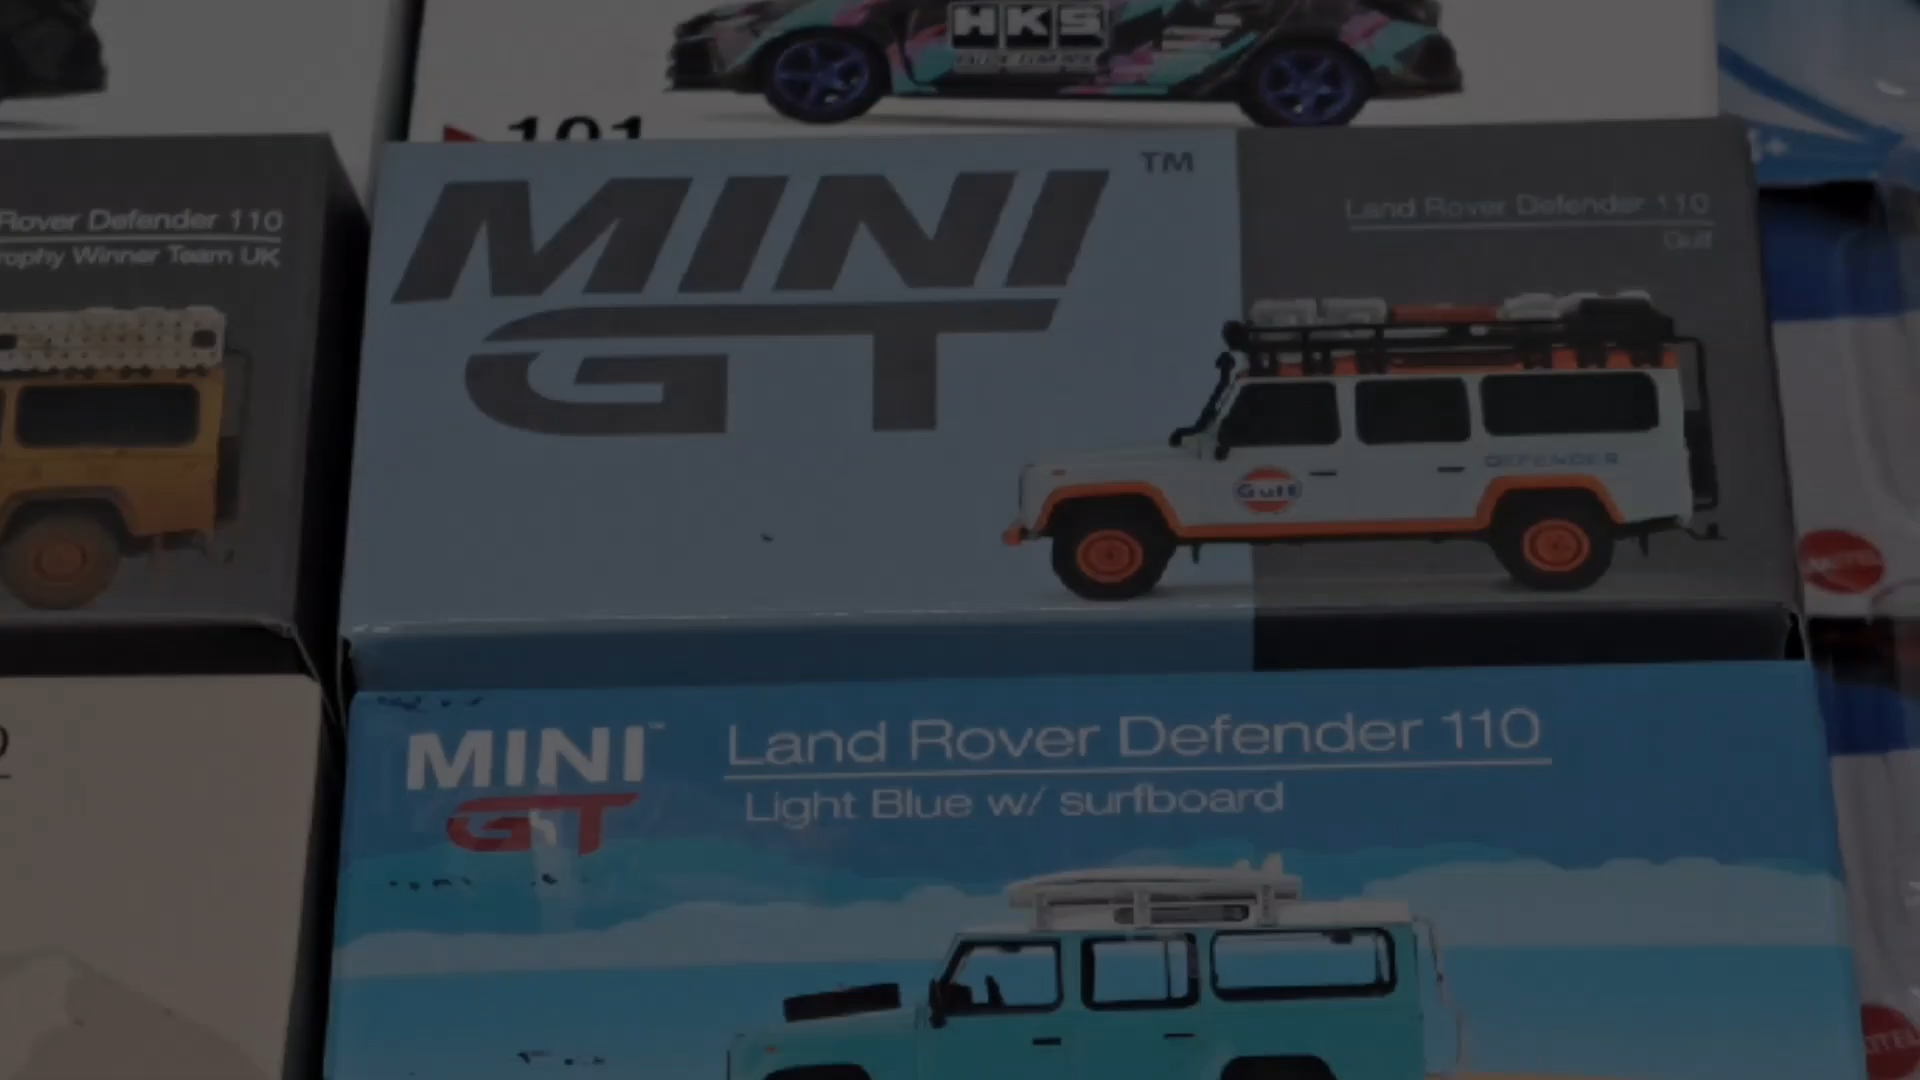 HKS
101
Rover Defender 110
rophy Winner Team UK
MINI
GT
TM
Land Rover Defender 110
Gulf
Gulf
DEFENDER
MINI
GT
Land Rover Defender 110
Light Blue w/ surfboard
MATTEL